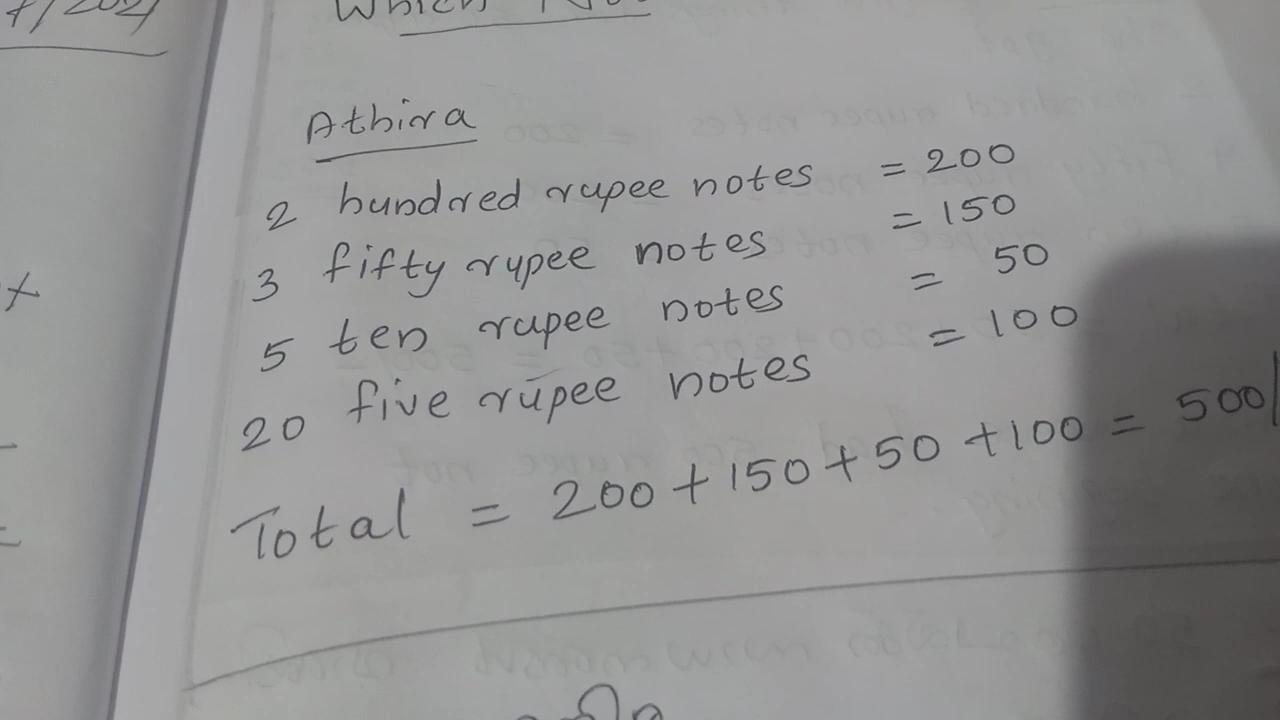 Which
Athira
2 hundred rupee notes = 200
3 fifty rupee notes = 150
5 ten rupee notes = 50
20 five rupee notes = 100
Total = 200 + 150 + 50 + 100 = 500/